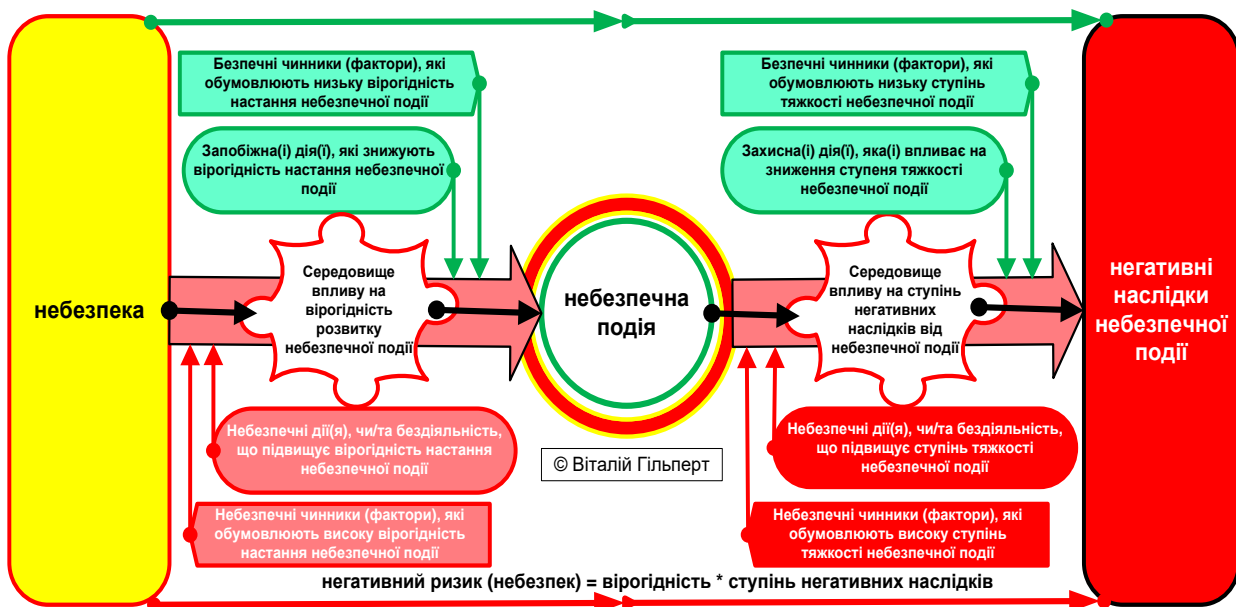 Безпечні чинники (фактори), які
обумовлюють низьку вірогідність
настання небезпечної події
Запобіжна(і) дія(ї), які знижують
вірогідність настання небезпечної
події
Безпечні чинники (фактори), які
обумовлюють низьку ступінь
тяжкості небезпечної події
Захисна(і) дія(ї), яка(і) впливає на
зниження ступеня тяжкості
небезпечної події
небезпека
Середовище
впливу на
вірогідність
розвитку
небезпечної події
небезпечна
подія
Середовище
впливу на ступінь
негативних
наслідків від
небезпечної події
негативні
наслідки
небезпечної
події
Небезпечні дії(я), чи/та бездіяльність,
що підвищує вірогідність настання
небезпечної події
Небезпечні чинники (фактори), які
обумовлюють високу вірогідність
настання небезпечної події
© Віталій Гільперт
Небезпечні дії(я), чи/та бездіяльність,
що підвищує ступінь тяжкості
небезпечної події
Небезпечні чинники (фактори), які
обумовлюють високу ступінь
тяжкості небезпечної події
негативний ризик (небезпек) = вірогідність * ступінь негативних наслідків